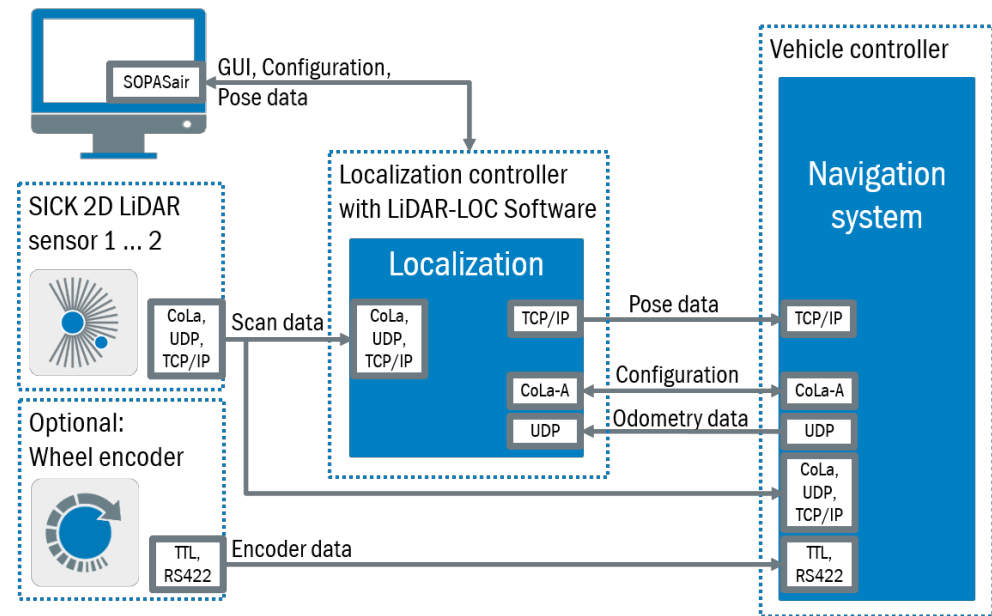 SOPASair
GUI, Configuration,
Pose data
SICK 2D LiDAR
sensor 1 ... 2
CoLa,
UDP,
TCP/IP
Scan data
Optional:
Wheel encoder
TTL,
RS422
Encoder data
Localization controller
with LiDAR-LOC Software
Localization
CoLa,
UDP,
TCP/IP
TCP/IP
CoLa-A
UDP
Pose data
Configuration
Odometry data
Vehicle controller
Navigation
system
TCP/IP
CoLa-A
UDP
CoLa,
UDP,
TCP/IP
TTL,
RS422